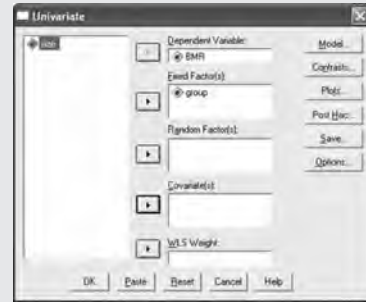 Univariate
Dependent Variable:
BMR
Model...
Fixed Factor(s):
group
Contrasts...
Plots...
Post Hoc...
Random Factor(s):
Save...
Options...
Covariate(s):
WLS Weight:
OK
Paste
Reset
Cancel
Help